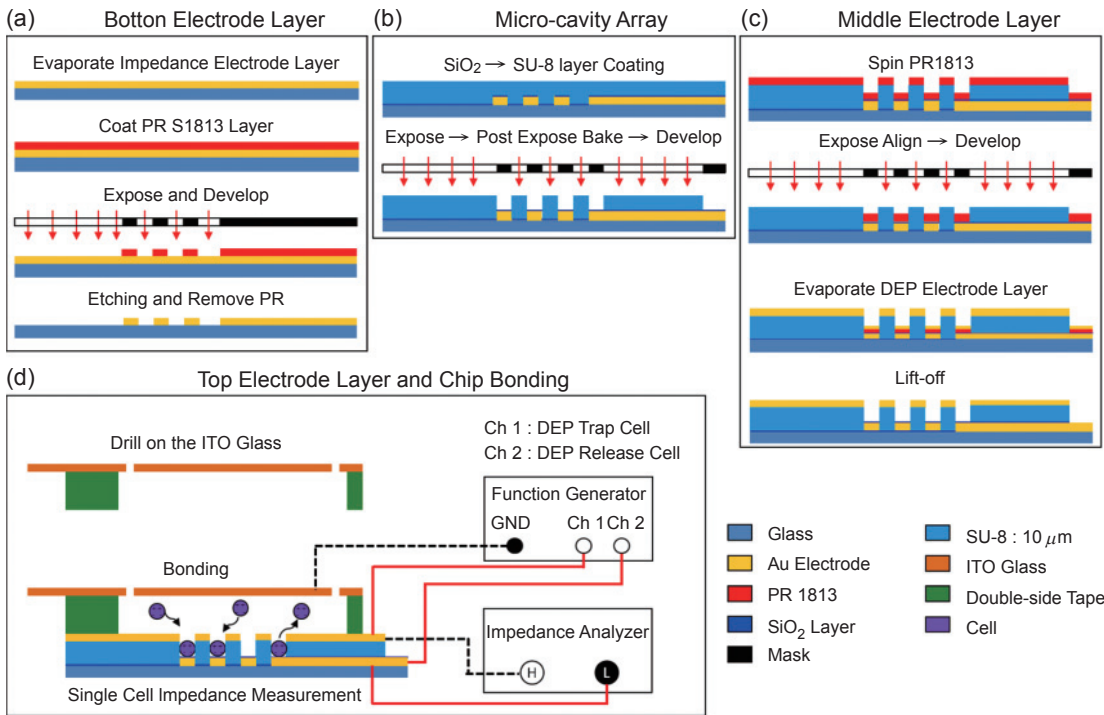 (a) Botton Electrode Layer
Evaporate Impedance Electrode Layer
Coat PR S1813 Layer
Expose and Develop
Etching and Remove PR
(b) Micro-cavity Array
SiO₂ → SU-8 layer Coating
Expose → Post Expose Bake → Develop
(c) Middle Electrode Layer
Spin PR1813
Expose Align → Develop
Evaporate DEP Electrode Layer
Lift-off
(d) Top Electrode Layer and Chip Bonding
Drill on the ITO Glass
Ch 1 : DEP Trap Cell
Ch 2 : DEP Release Cell
Function Generator
GND Ch 1 Ch 2
Bonding
Impedance Analyzer
H L
Single Cell Impedance Measurement
Glass
Au Electrode
PR 1813
SiO₂ Layer
Mask
SU-8 : 10 μm
ITO Glass
Double-side Tape
Cell